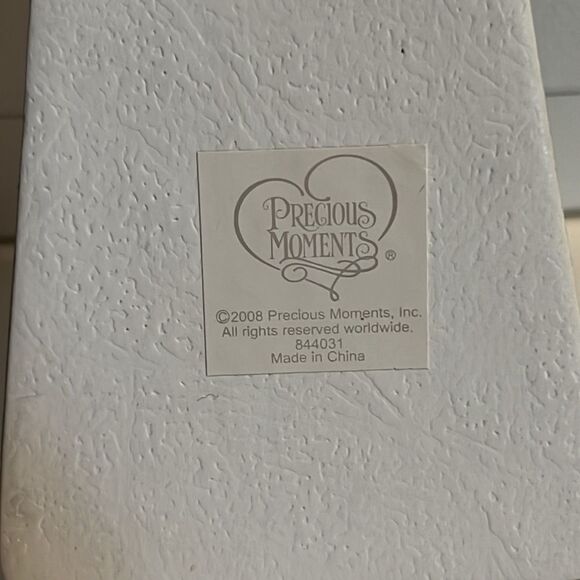 PRECIOUS
MOMENTS®
©2008 Precious Moments, Inc.
All rights reserved worldwide.
844031
Made in China